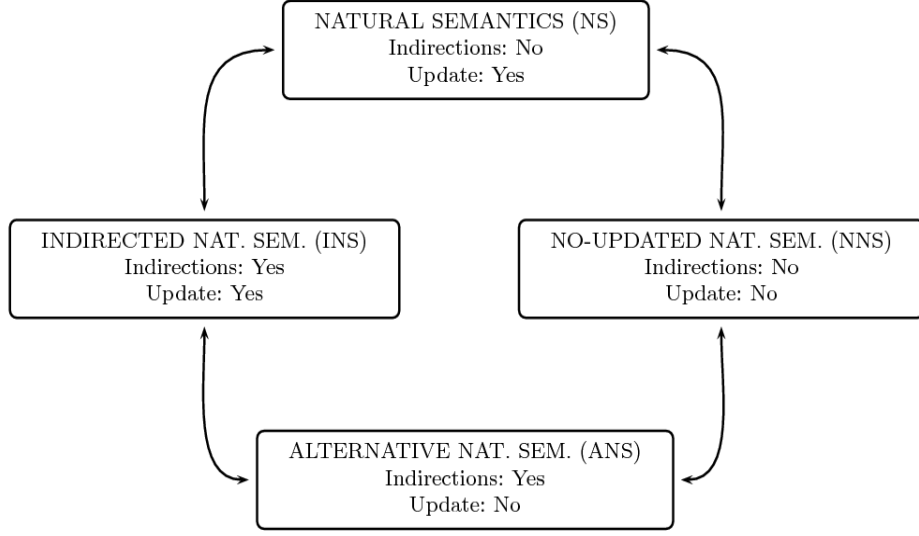 NATURAL SEMANTICS (NS)
Indirections: No
Update: Yes
INDIRECTED NAT. SEM. (INS)
Indirections: Yes
Update: Yes
NO-UPDATED NAT. SEM. (NNS)
Indirections: No
Update: No
ALTERNATIVE NAT. SEM. (ANS)
Indirections: Yes
Update: No